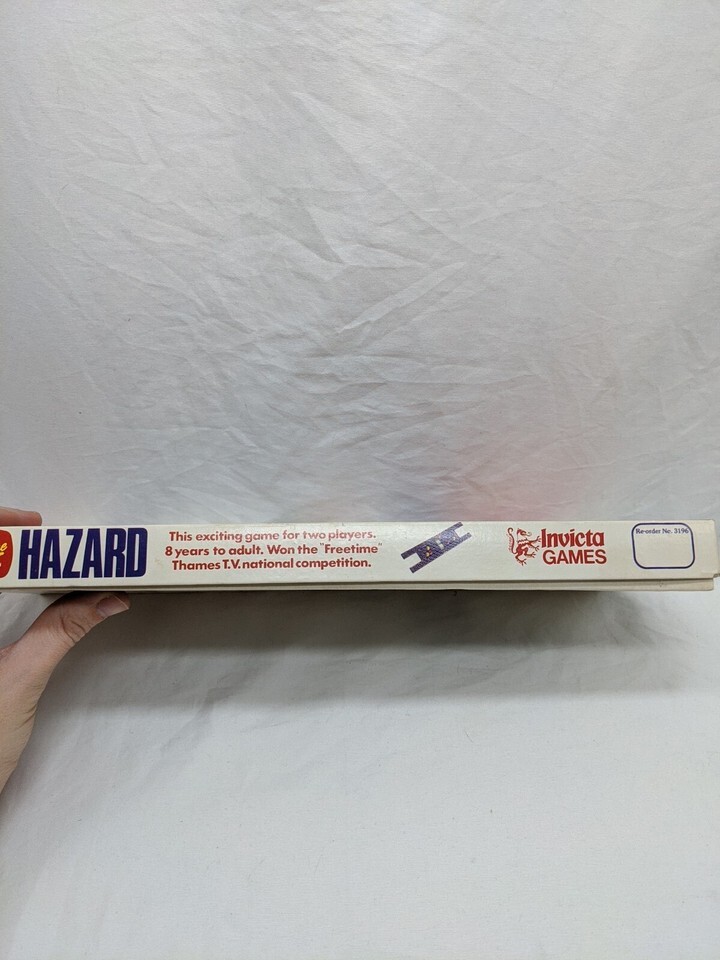 HAZARD
This exciting game for two players.
8 years to adult. Won the "Freetime"
Thames T.V. national competition.
Invicta
GAMES
Re-order No. 3196